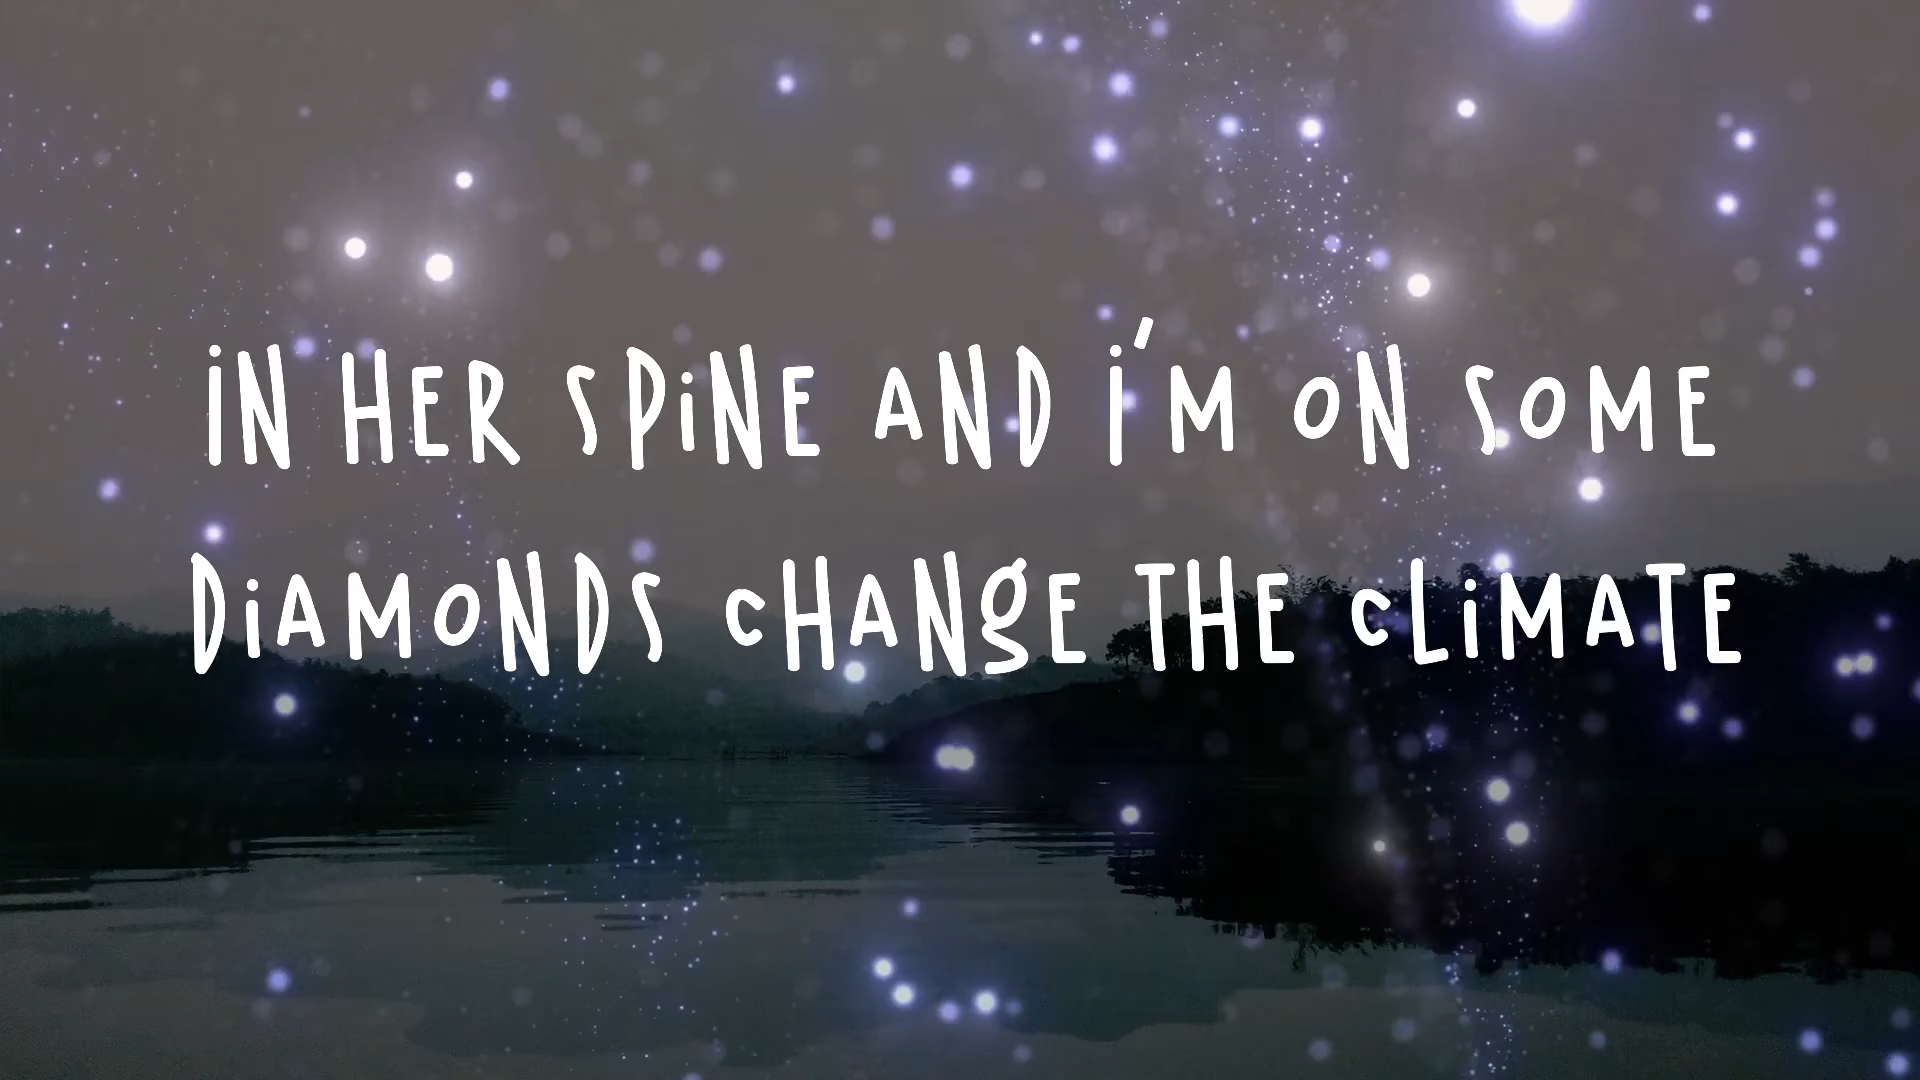 iN HER SPiNE AND i'M ON SOME
DiAMONDS CHANgE THE CLiMATE